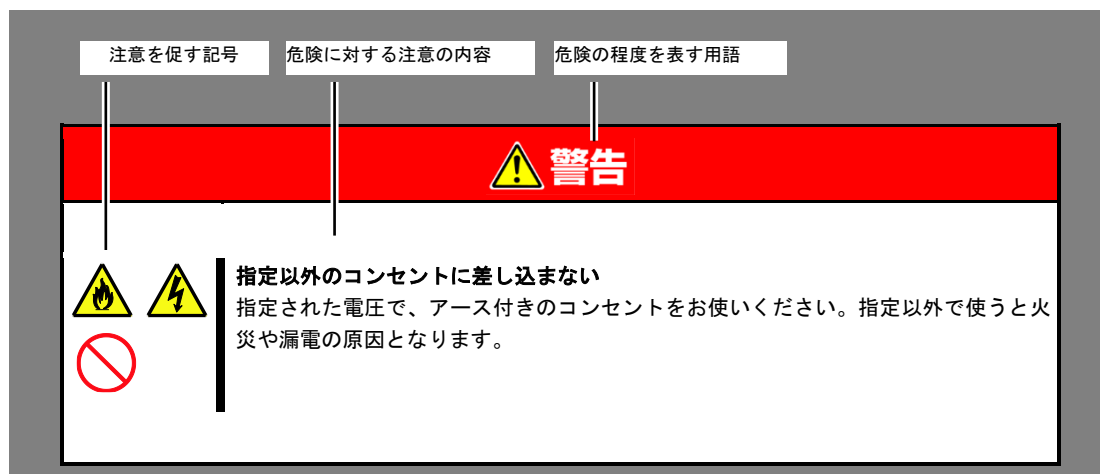 注意を促す記号
危険に対する注意の内容
危険の程度を表す用語
警告
指定以外のコンセントに差し込まない
指定された電圧で、アース付きのコンセントをお使いください。指定以外で使うと火
災や漏電の原因となります。